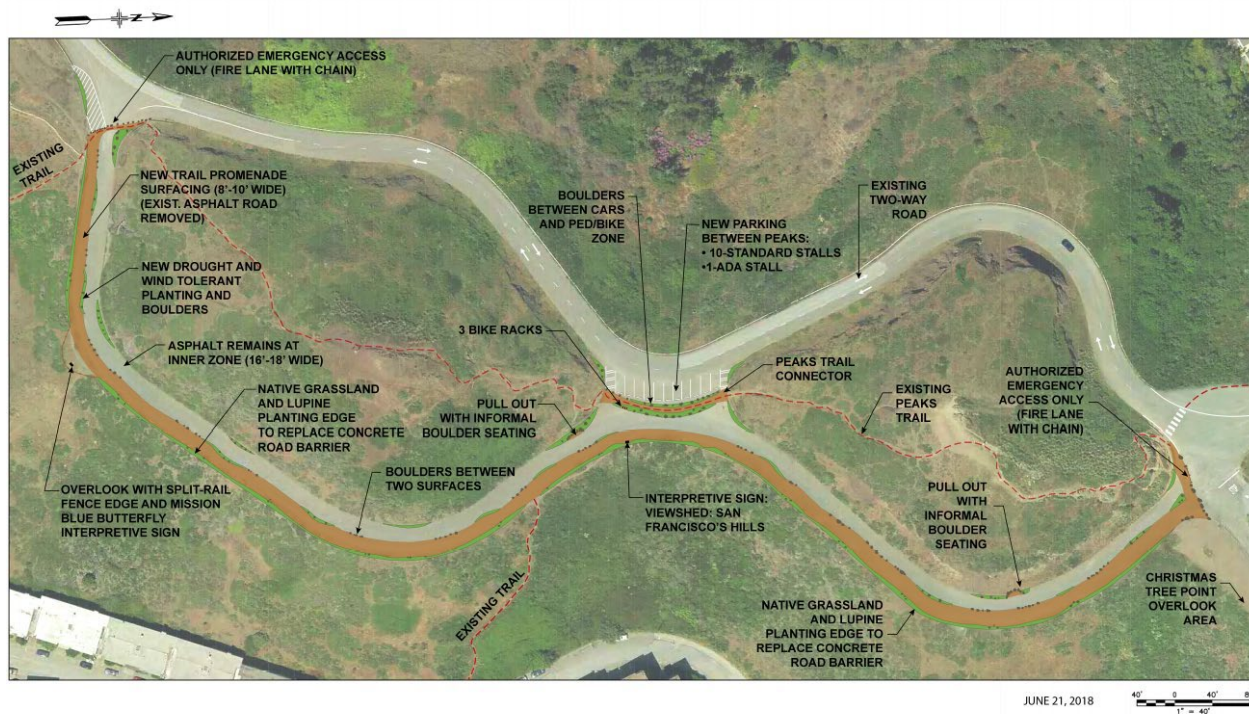 N
AUTHORIZED EMERGENCY ACCESS
ONLY (FIRE LANE WITH CHAIN)
EXISTING
TRAIL
NEW TRAIL PROMENADE
SURFACING (8'-10' WIDE)
(EXIST. ASPHALT ROAD
REMOVED)
BOULDERS
BETWEEN CARS
AND PED/BIKE
ZONE
NEW PARKING
BETWEEN PEAKS:
• 10-STANDARD STALLS
•1-ADA STALL
EXISTING
TWO-WAY
ROAD
NEW DROUGHT AND
WIND TOLERANT
PLANTING AND
BOULDERS
3 BIKE RACKS
ASPHALT REMAINS AT
INNER ZONE (16'-18' WIDE)
PEAKS TRAIL
CONNECTOR
AUTHORIZED
EMERGENCY
ACCESS ONLY
(FIRE LANE
WITH CHAIN)
NATIVE GRASSLAND
AND LUPINE
PLANTING EDGE
TO REPLACE CONCRETE
ROAD BARRIER
PULL OUT
WITH INFORMAL
BOULDER SEATING
EXISTING
PEAKS
TRAIL
OVERLOOK WITH SPLIT-RAIL
FENCE EDGE AND MISSION
BLUE BUTTERFLY
INTERPRETIVE SIGN
BOULDERS BETWEEN
TWO SURFACES
INTERPRETIVE SIGN:
VIEWSHED: SAN
FRANCISCO'S HILLS
PULL OUT
WITH
INFORMAL
BOULDER
SEATING
EXISTING TRAIL
NATIVE GRASSLAND
AND LUPINE
PLANTING EDGE TO
REPLACE CONCRETE
ROAD BARRIER
CHRISTMAS
TREE POINT
OVERLOOK
AREA
JUNE 21, 2018
40' 0 40'
1" = 40'